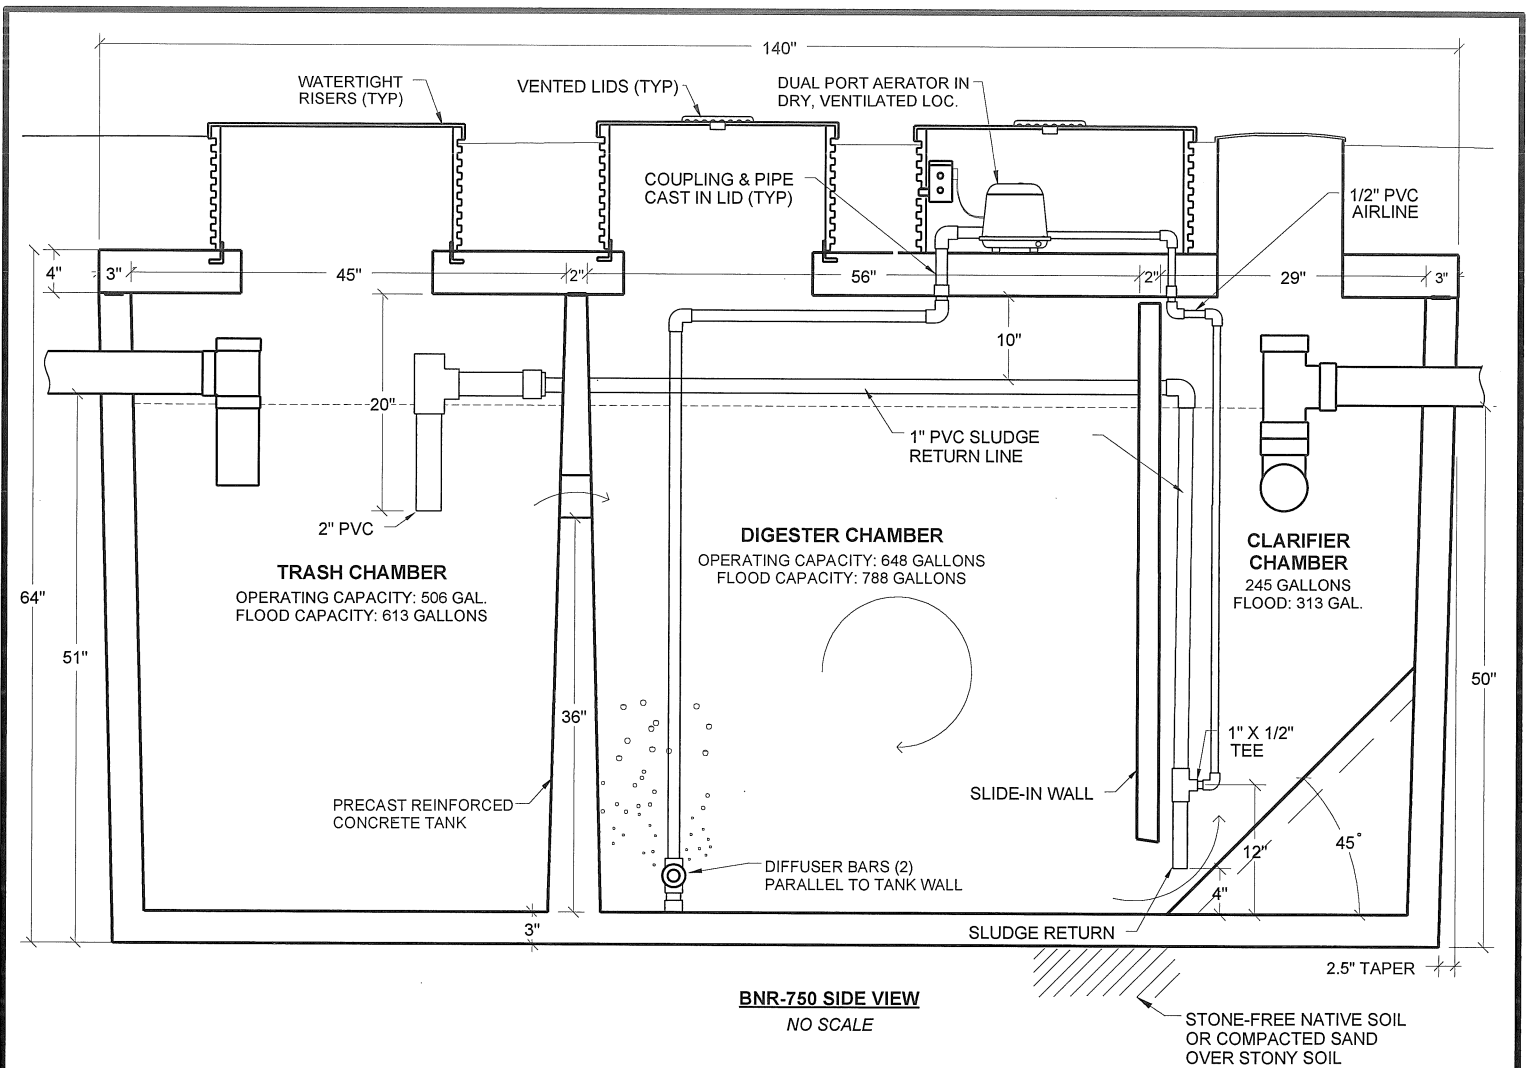 140"
WATERTIGHT
RISERS (TYP)
VENTED LIDS (TYP)
DUAL PORT AERATOR IN
DRY, VENTILATED LOC.
COUPLING & PIPE
CAST IN LID (TYP)
1/2" PVC
AIRLINE
4"
3"
45"
2"
56"
2"
29"
3"
10"
20"
1" PVC SLUDGE
RETURN LINE
2" PVC
DIGESTER CHAMBER
OPERATING CAPACITY: 648 GALLONS
FLOOD CAPACITY: 788 GALLONS
CLARIFIER
CHAMBER
245 GALLONS
FLOOD: 313 GAL.
TRASH CHAMBER
OPERATING CAPACITY: 506 GAL.
FLOOD CAPACITY: 613 GALLONS
64"
51"
50"
36"
1" X 1/2"
TEE
SLIDE-IN WALL
PRECAST REINFORCED
CONCRETE TANK
45°
12"
DIFFUSER BARS (2)
PARALLEL TO TANK WALL
4"
3"
SLUDGE RETURN
2.5" TAPER
BNR-750 SIDE VIEW
NO SCALE
STONE-FREE NATIVE SOIL
OR COMPACTED SAND
OVER STONY SOIL